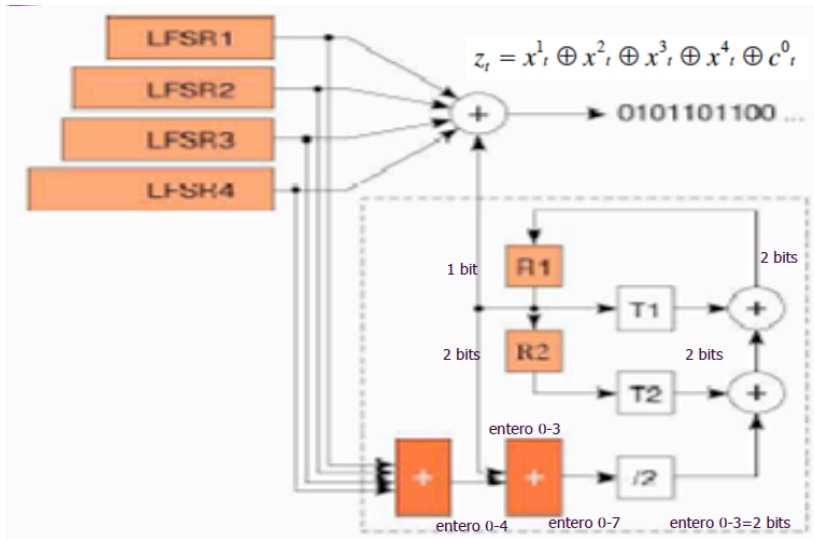 LFSR1
LFSR2
LFSR3
LFSR4
z_t = x^1_t ⊕ x^2_t ⊕ x^3_t ⊕ x^4_t ⊕ c^0_t
+
0101101100 ...
1 bit
R1
2 bits
T1
+
2 bits
R2
2 bits
T2
+
entero 0-3
+
+
/2
entero 0-4
entero 0-7
entero 0-3=2 bits